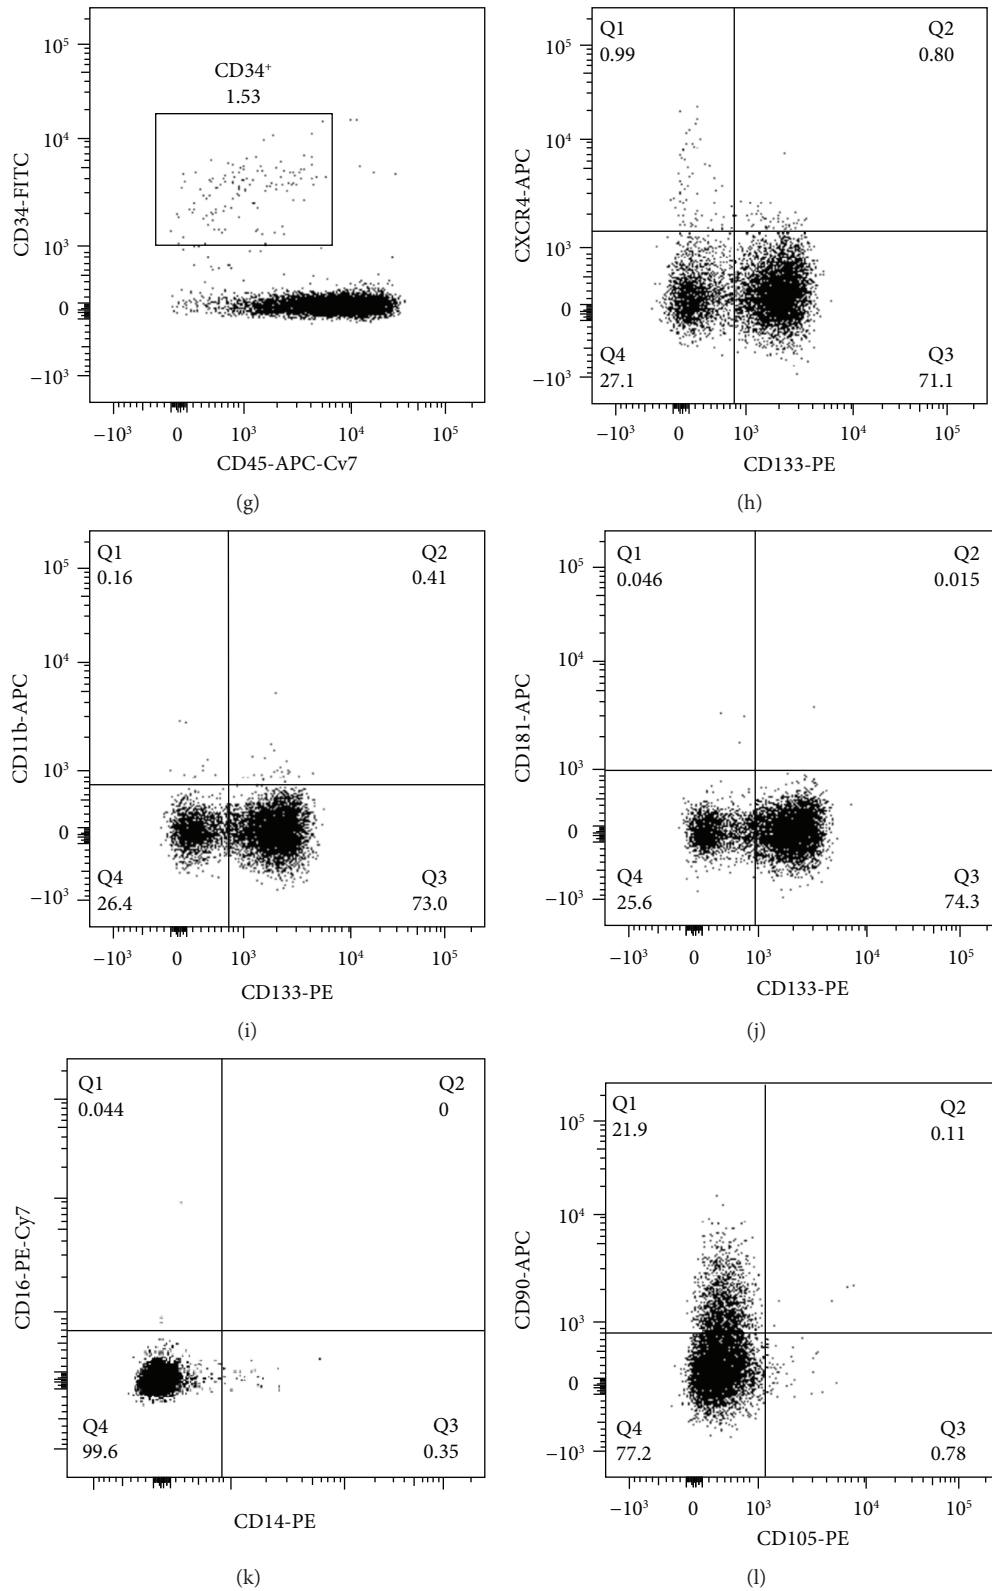 CD34-FITC
10⁵
10⁴
10³
0
−10³
CD34⁺
1.53
−10³ 0 10³ 10⁴ 10⁵
CD45-APC-Cv7
(g)
CXCR4-APC
10⁵
10⁴
10³
0
−10³
Q1
0.99
Q2
0.80
Q4
27.1
Q3
71.1
−10³ 0 10³ 10⁴ 10⁵
CD133-PE
(h)
CD11b-APC
10⁵
10⁴
10³
0
−10³
Q1
0.16
Q2
0.41
Q4
26.4
Q3
73.0
−10³ 0 10³ 10⁴ 10⁵
CD133-PE
(i)
CD181-APC
10⁵
10⁴
10³
0
−10³
Q1
0.046
Q2
0.015
Q4
25.6
Q3
74.3
−10³ 0 10³ 10⁴ 10⁵
CD133-PE
(j)
CD16-PE-Cy7
Q1
0.044
Q2
0
Q4
99.6
Q3
0.35
CD14-PE
(k)
CD90-APC
10⁵
10⁴
10³
0
−10³
Q1
21.9
Q2
0.11
Q4
77.2
Q3
0.78
−10³ 0 10³ 10⁴ 10⁵
CD105-PE
(l)